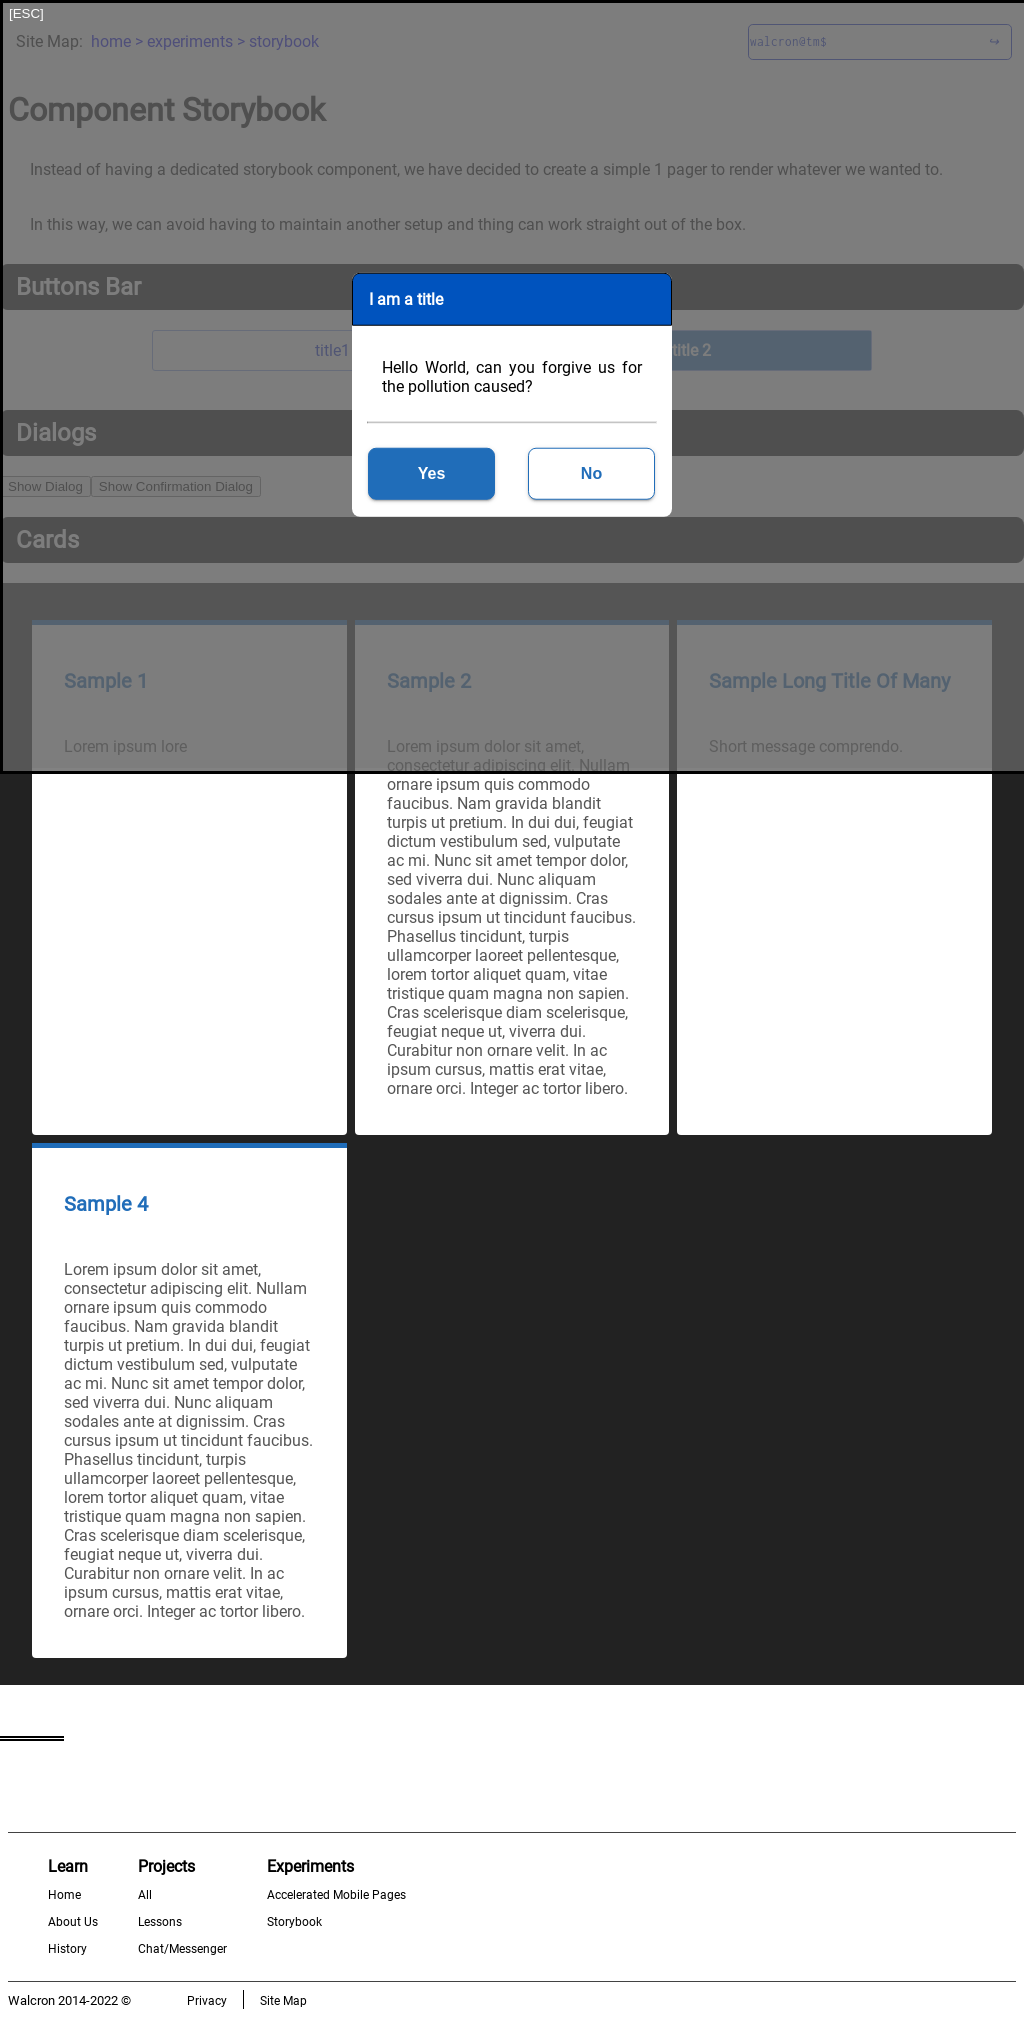 [ESC]
Site Map: home > experiments > storybook
walcron@tm$ ↪
Component Storybook
Instead of having a dedicated storybook component, we have decided to create a simple 1 pager to render whatever we wanted to.
In this way, we can avoid having to maintain another setup and thing can work straight out of the box.
Buttons Bar
title1
title 2
I am a title
Hello World, can you forgive us for
the pollution caused?
Yes
No
Dialogs
Show Dialog
Show Confirmation Dialog
Cards
Sample 1
Lorem ipsum lore
Sample 2
Lorem ipsum dolor sit amet,
consectetur adipiscing elit. Nullam
ornare ipsum quis commodo
faucibus. Nam gravida blandit
turpis ut pretium. In dui dui, feugiat
dictum vestibulum sed, vulputate
ac mi. Nunc sit amet tempor dolor,
sed viverra dui. Nunc aliquam
sodales ante at dignissim. Cras
cursus ipsum ut tincidunt faucibus.
Phasellus tincidunt, turpis
ullamcorper laoreet pellentesque,
lorem tortor aliquet quam, vitae
tristique quam magna non sapien.
Cras scelerisque diam scelerisque,
feugiat neque ut, viverra dui.
Curabitur non ornare velit. In ac
ipsum cursus, mattis erat vitae,
ornare orci. Integer ac tortor libero.
Sample Long Title Of Many
Short message comprendo.
Sample 4
Lorem ipsum dolor sit amet,
consectetur adipiscing elit. Nullam
ornare ipsum quis commodo
faucibus. Nam gravida blandit
turpis ut pretium. In dui dui, feugiat
dictum vestibulum sed, vulputate
ac mi. Nunc sit amet tempor dolor,
sed viverra dui. Nunc aliquam
sodales ante at dignissim. Cras
cursus ipsum ut tincidunt faucibus.
Phasellus tincidunt, turpis
ullamcorper laoreet pellentesque,
lorem tortor aliquet quam, vitae
tristique quam magna non sapien.
Cras scelerisque diam scelerisque,
feugiat neque ut, viverra dui.
Curabitur non ornare velit. In ac
ipsum cursus, mattis erat vitae,
ornare orci. Integer ac tortor libero.
Learn
Home
About Us
History
Projects
All
Lessons
Chat/Messenger
Experiments
Accelerated Mobile Pages
Storybook
Walcron 2014-2022 ©
Privacy
Site Map